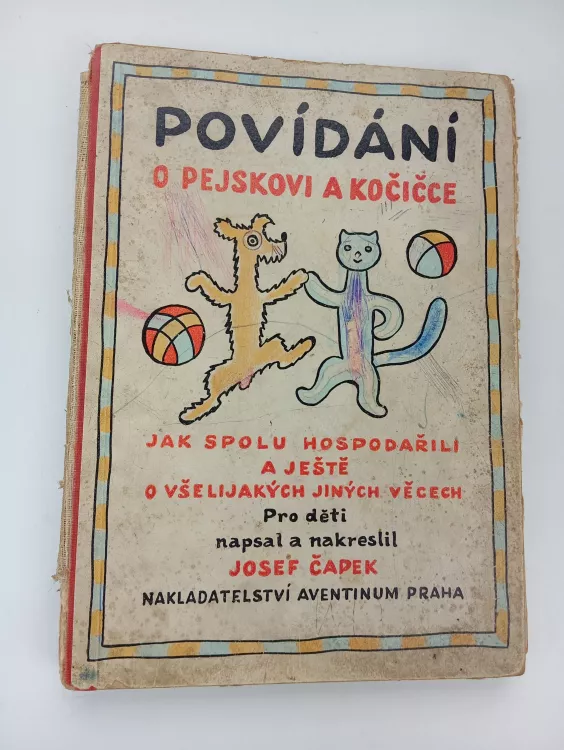 POVÍDÁNÍ
O PEJSKOVI A KOČIČCE
JAK SPOLU HOSPODAŘILI
A JEŠTĚ
O VŠELIJAKÝCH JINÝCH VĚCECH
Pro děti
napsal a nakreslil
JOSEF ČAPEK
NAKLADATELSTVÍ AVENTINUM PRAHA